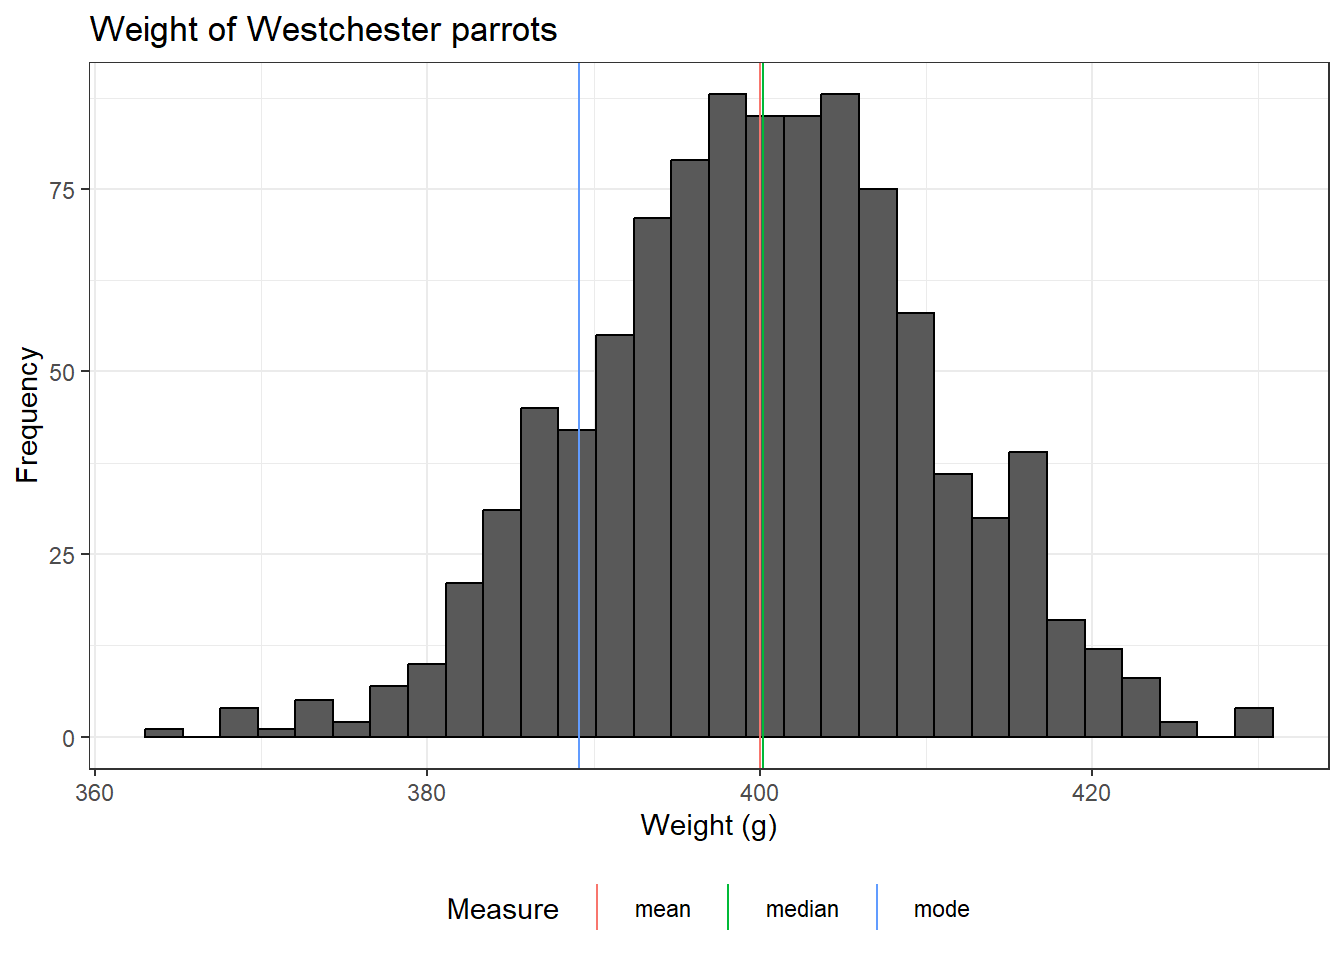 Weight of Westchester parrots
Frequency
75
50
25
0
360 380 400 420
Weight (g)
Measure mean median mode